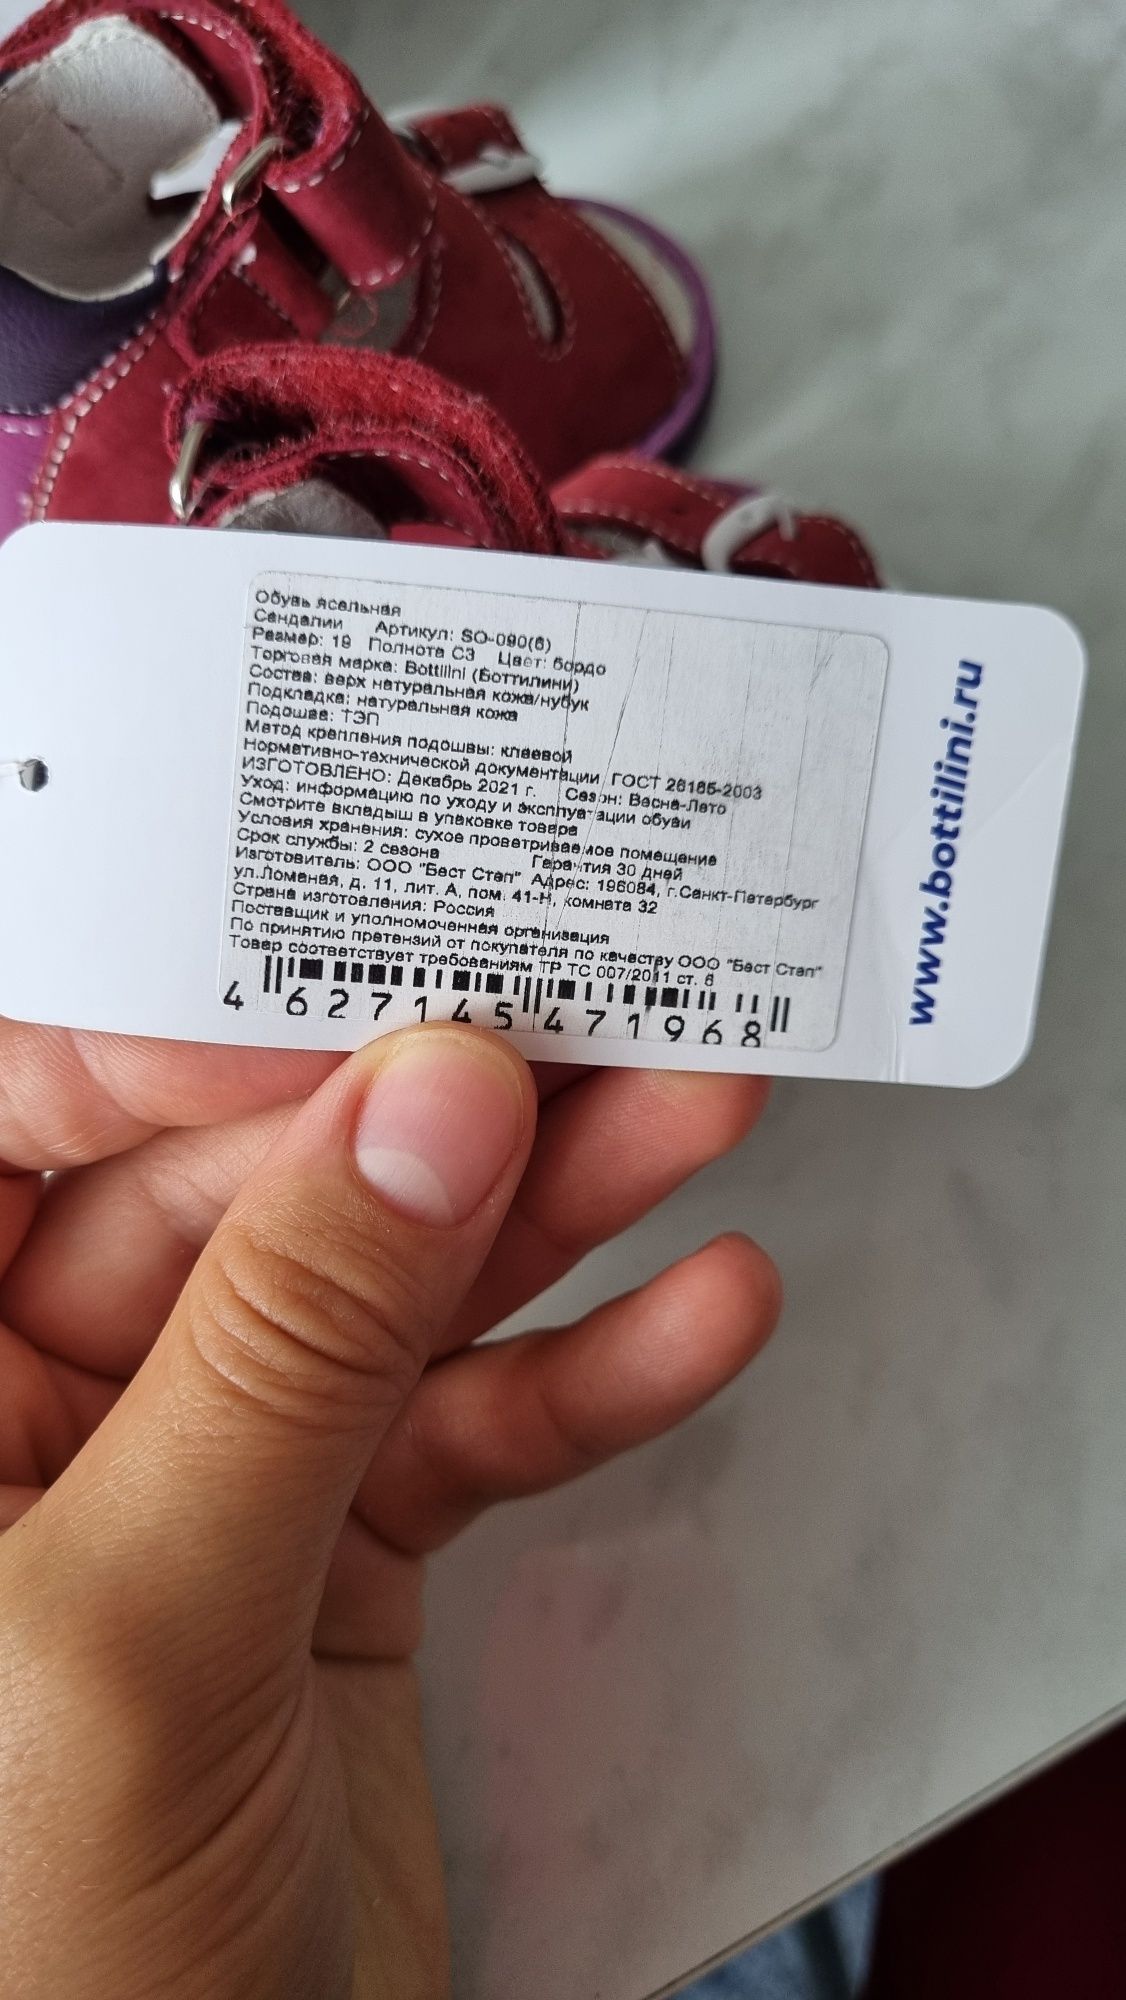 Обувь ясельная
Сандалии Артикул: SO-090(6)
Размер: 19 Полнота С3 Цвет: бордо
Торговая марка: Bottilini (Боттилини)
Состав: верх натуральная кожа/нубук
Подкладка: натуральная кожа
Подошва: ТЭП
Метод крепления подошвы: клеевой
Нормативно-технической документации ГОСТ 26165-2003
ИЗГОТОВЛЕНО: Декабрь 2021 г. Сезон: Весна-Лето
Уход: информацию по уходу и эксплуатации обуви
Смотрите вкладыш в упаковке товара
Условия хранения: сухое проветриваемое помещение
Срок службы: 2 сезона Гарантия 30 дней
Изготовитель: ООО "Бест Степ" Адрес: 196084, г.Санкт-Петербург
ул.Ломаная, д. 11, лит. А, пом. 41-Н, комната 32
Страна изготовления: Россия
Поставщик и уполномоченная организация
По принятию претензий от покупателя по качеству ООО "Бест Степ"
Товар соответствует требованиям ТР ТС 007/2011 ст. 6
4 627145 471968
www.bottilini.ru